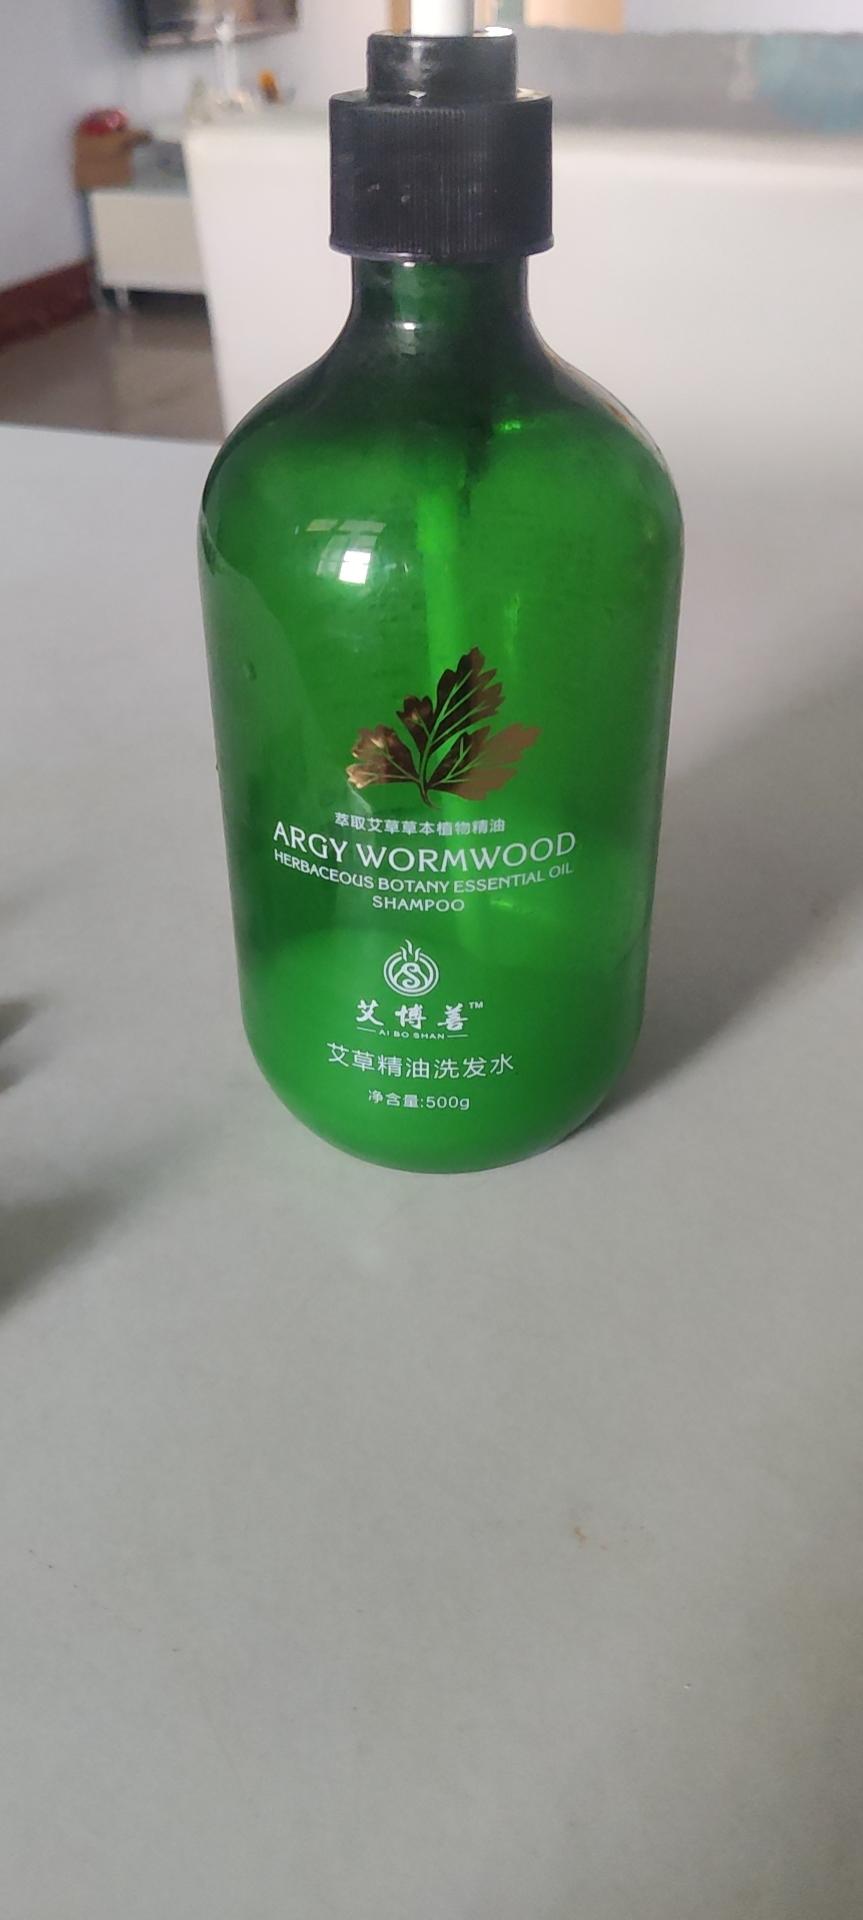 萃取艾草草本植物精油
ARGY WORMWOOD
HERBACEOUS BOTANY ESSENTIAL OIL
SHAMPOO
艾博善™
AI BO SHAN
艾草精油洗发水
净含量:500g